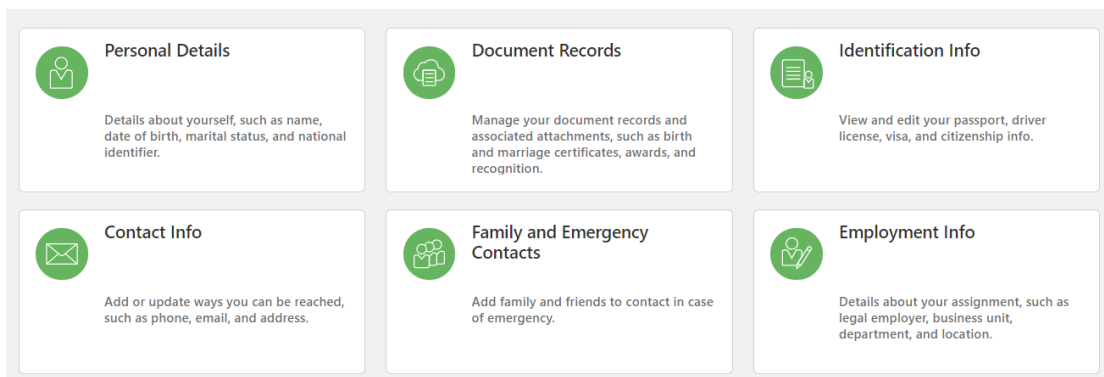 Personal Details
Details about yourself, such as name,
date of birth, marital status, and national
identifier.
Document Records
Manage your document records and
associated attachments, such as birth
and marriage certificates, awards, and
recognition.
Identification Info
View and edit your passport, driver
license, visa, and citizenship info.
Contact Info
Add or update ways you can be reached,
such as phone, email, and address.
Family and Emergency
Contacts
Add family and friends to contact in case
of emergency.
Employment Info
Details about your assignment, such as
legal employer, business unit,
department, and location.